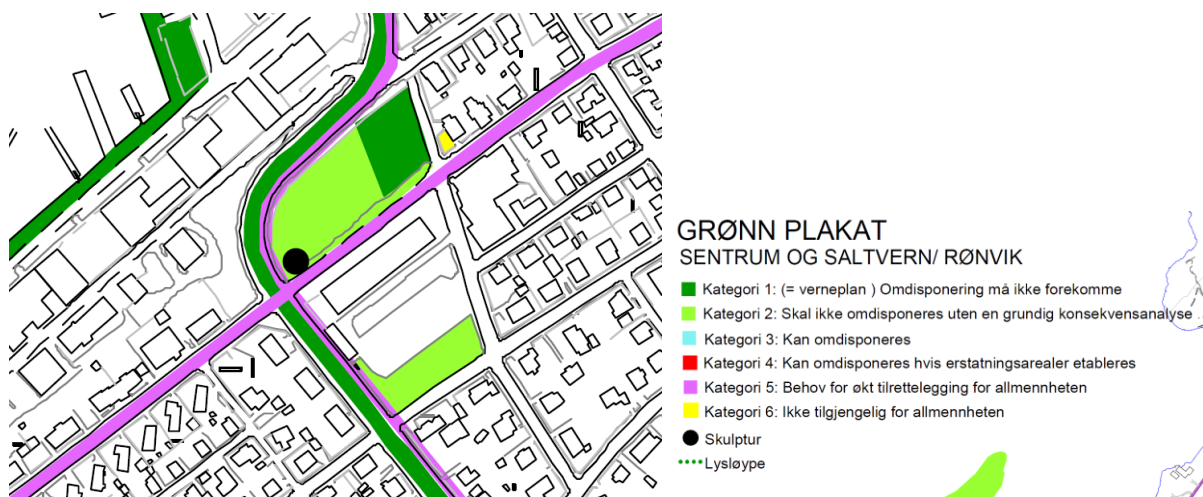 GRØNN PLAKAT
SENTRUM OG SALTVERN/ RØNVIK
Kategori 1: (= verneplan ) Omdisponering må ikke forekomme
Kategori 2: Skal ikke omdisponeres uten en grundig konsekvensanalyse .
Kategori 3: Kan omdisponeres
Kategori 4: Kan omdisponeres hvis erstatningsarealer etableres
Kategori 5: Behov for økt tilrettelegging for allmennheten
Kategori 6: Ikke tilgjengelig for allmennheten
Skulptur
Lysløype